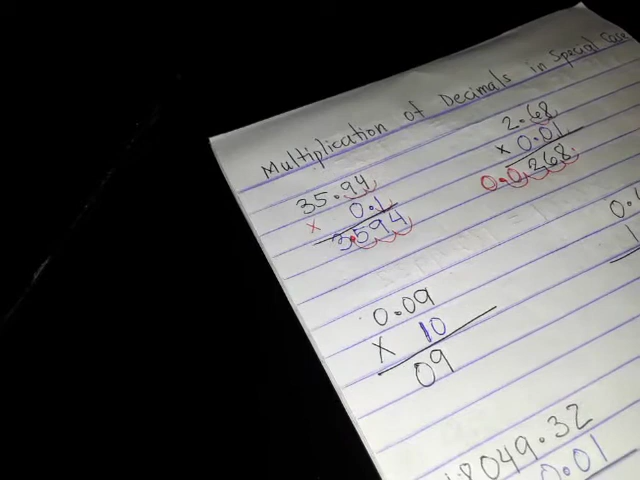 Multiplication of Decimals in Special Case
35.94
x 0.1
3.594
2.68
x 0.01
0.0268
0.09
x 10
09
8049.32
0.01